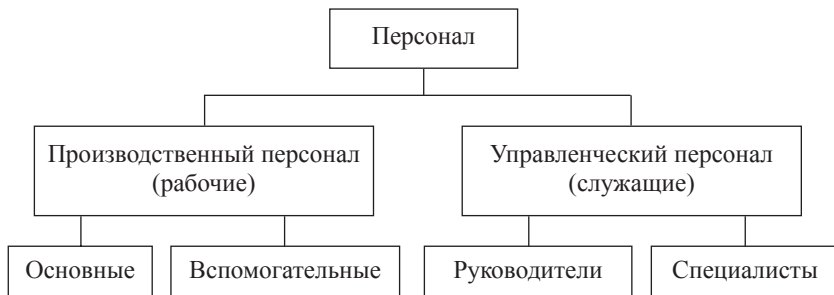 Персонал
Производственный персонал
(рабочие)
Управленческий персонал
(служащие)
Основные
Вспомогательные
Руководители
Специалисты